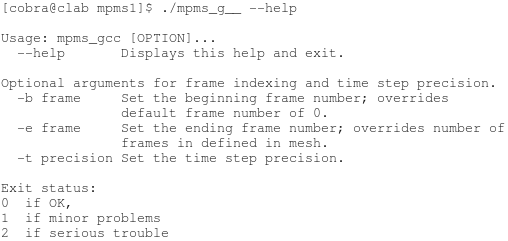 [cobra@clab mpms1]$ ./mpms_g__ --help
Usage: mpms_gcc [OPTION]...
--help Displays this help and exit.
Optional arguments for frame indexing and time step precision.
-b frame Set the beginning frame number; overrides
default frame number of 0.
-e frame Set the ending frame number; overrides number of
frames in defined in mesh.
-t precision Set the time step precision.
Exit status:
0 if OK,
1 if minor problems
2 if serious trouble